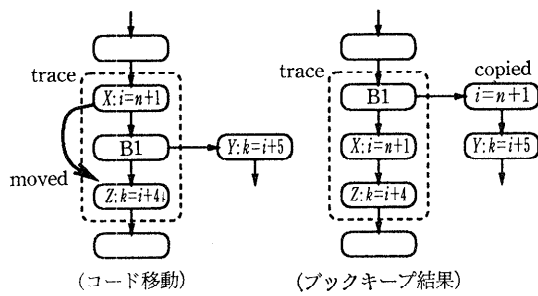 trace
X: i=n+1
B1
Y: k=i+5
moved
Z: k=i+4
(コード移動)
trace
copied
B1
i=n+1
X: i=n+1
Y: k=i+5
Z: k=i+4
(ブックキープ結果)